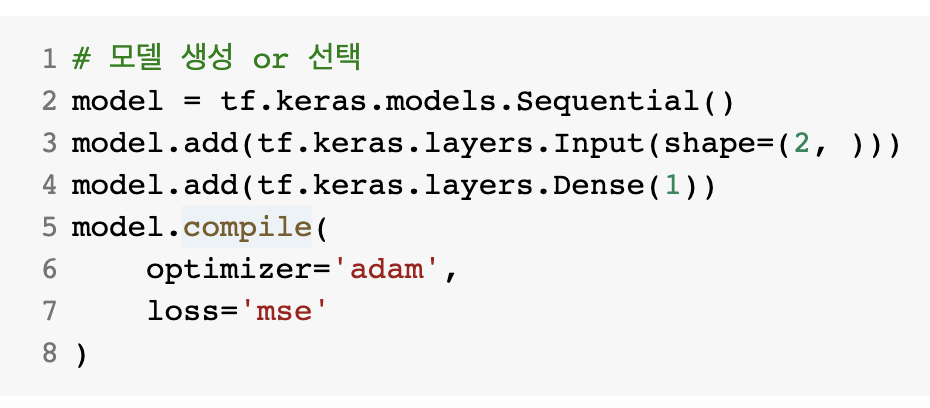 1 # 모델 생성 or 선택
2 model = tf.keras.models.Sequential()
3 model.add(tf.keras.layers.Input(shape=(2, )))
4 model.add(tf.keras.layers.Dense(1))
5 model.compile(
6     optimizer='adam',
7     loss='mse'
8 )